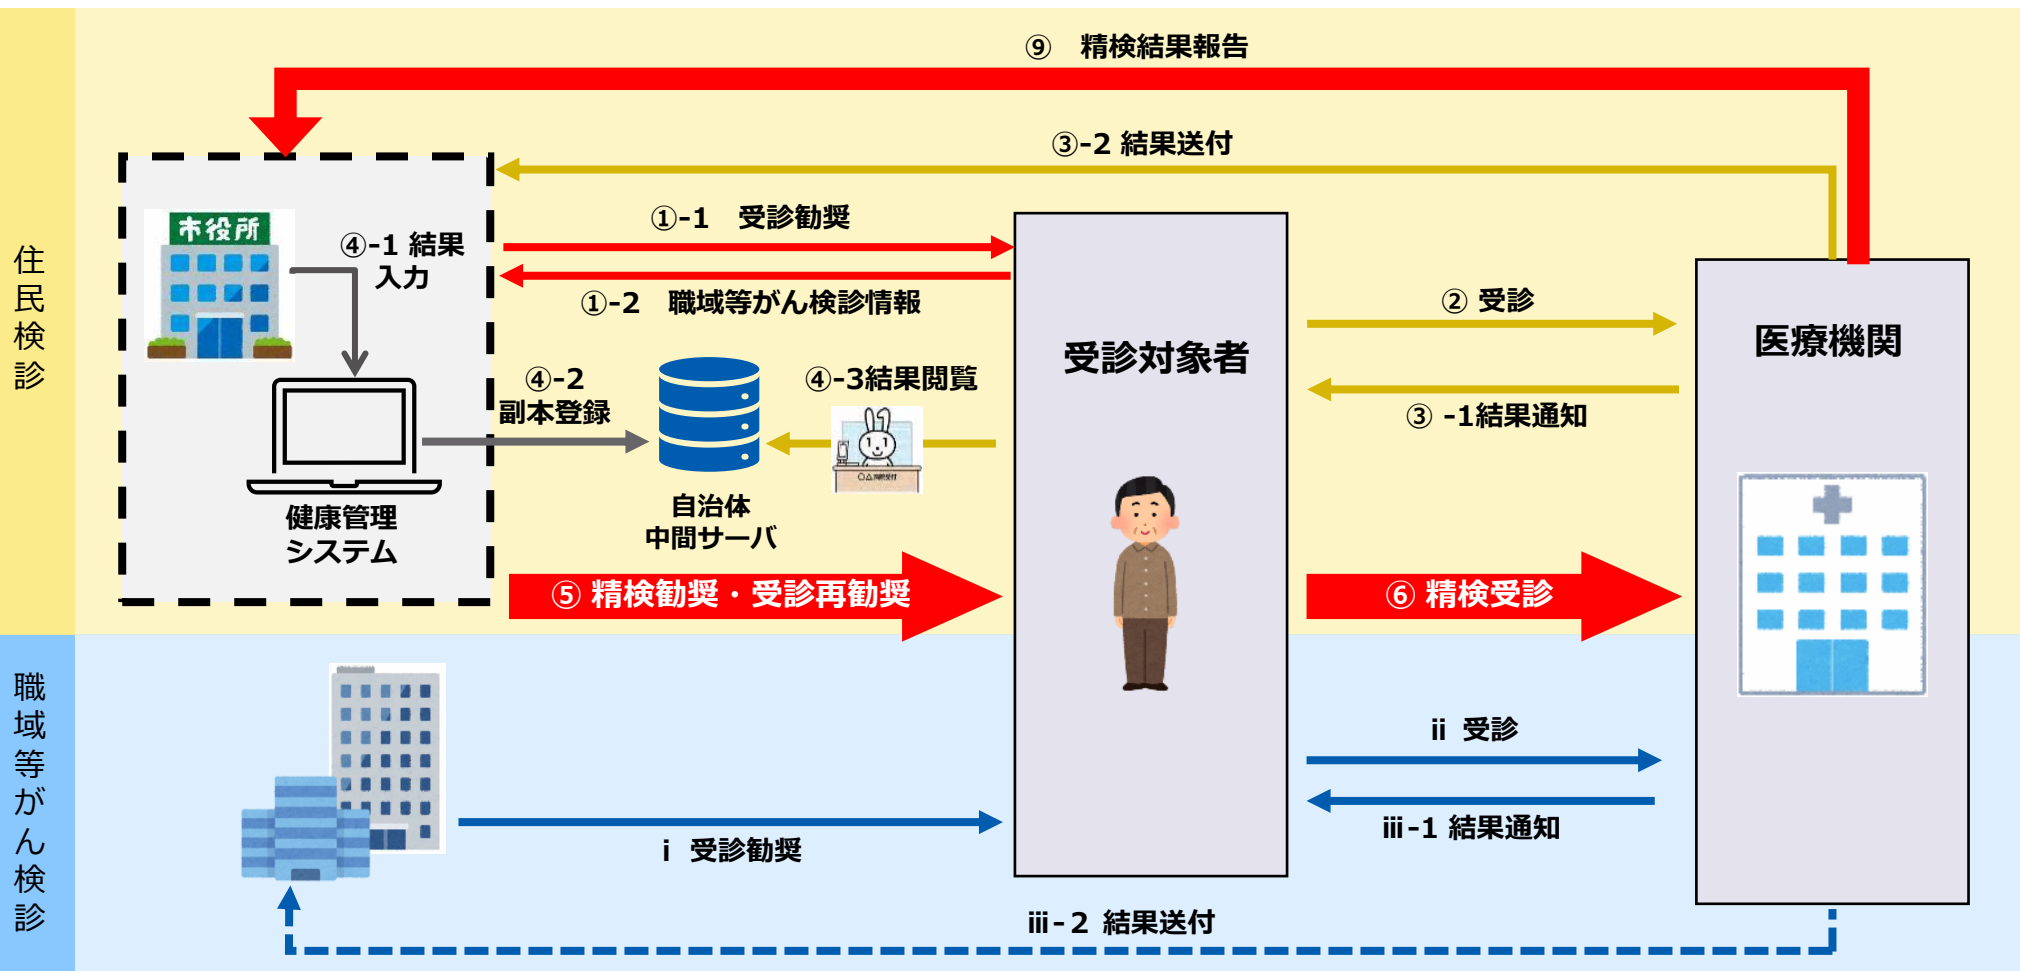 ⑨　精検結果報告
③-2 結果送付
市役所
①-1　受診勧奨
④-1 結果
入力
①-2　職域等がん検診情報
住民検診
受診対象者
② 受診
医療機関
④-2
副本登録
④-3結果閲覧
③ -1結果通知
自治体
中間サーバ
健康管理
システム
⑤ 精検勧奨・受診再勧奨
⑥ 精検受診
職域等がん検診
ⅱ 受診
ⅲ-1 結果通知
ⅰ 受診勧奨
ⅲ-2 結果送付